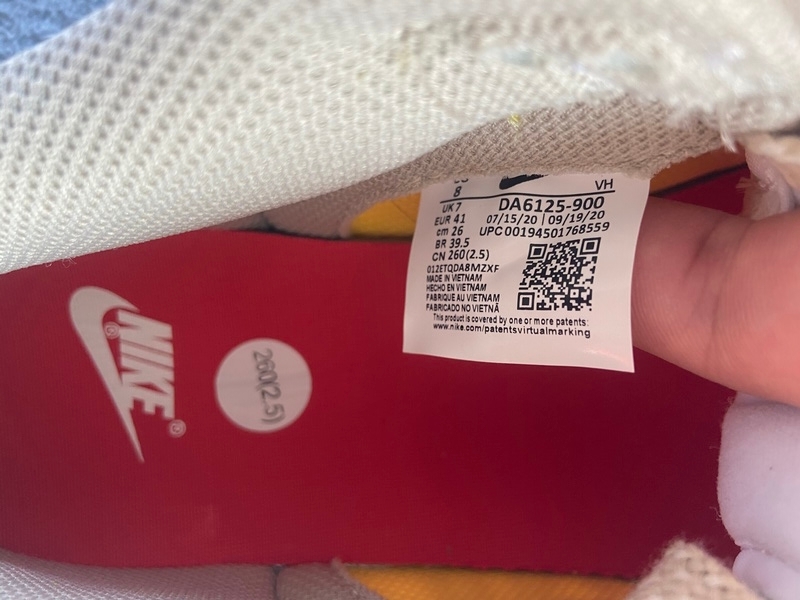 8
VH
UK 7
DA6125-900
EUR 41
07/15/20 | 09/19/20
cm 26
UPC 00194501768559
BR 39.5
CN 260(2.5)
012ETQDA8MZXF
MADE IN VIETNAM
HECHO EN VIETNAM
FABRIQUE AU VIETNAM
FABRICADO NO VIETNÃ
This product is covered by one or more patents:
www.nike.com/patentsvirtualmarking
NIKE®
260(2.5)